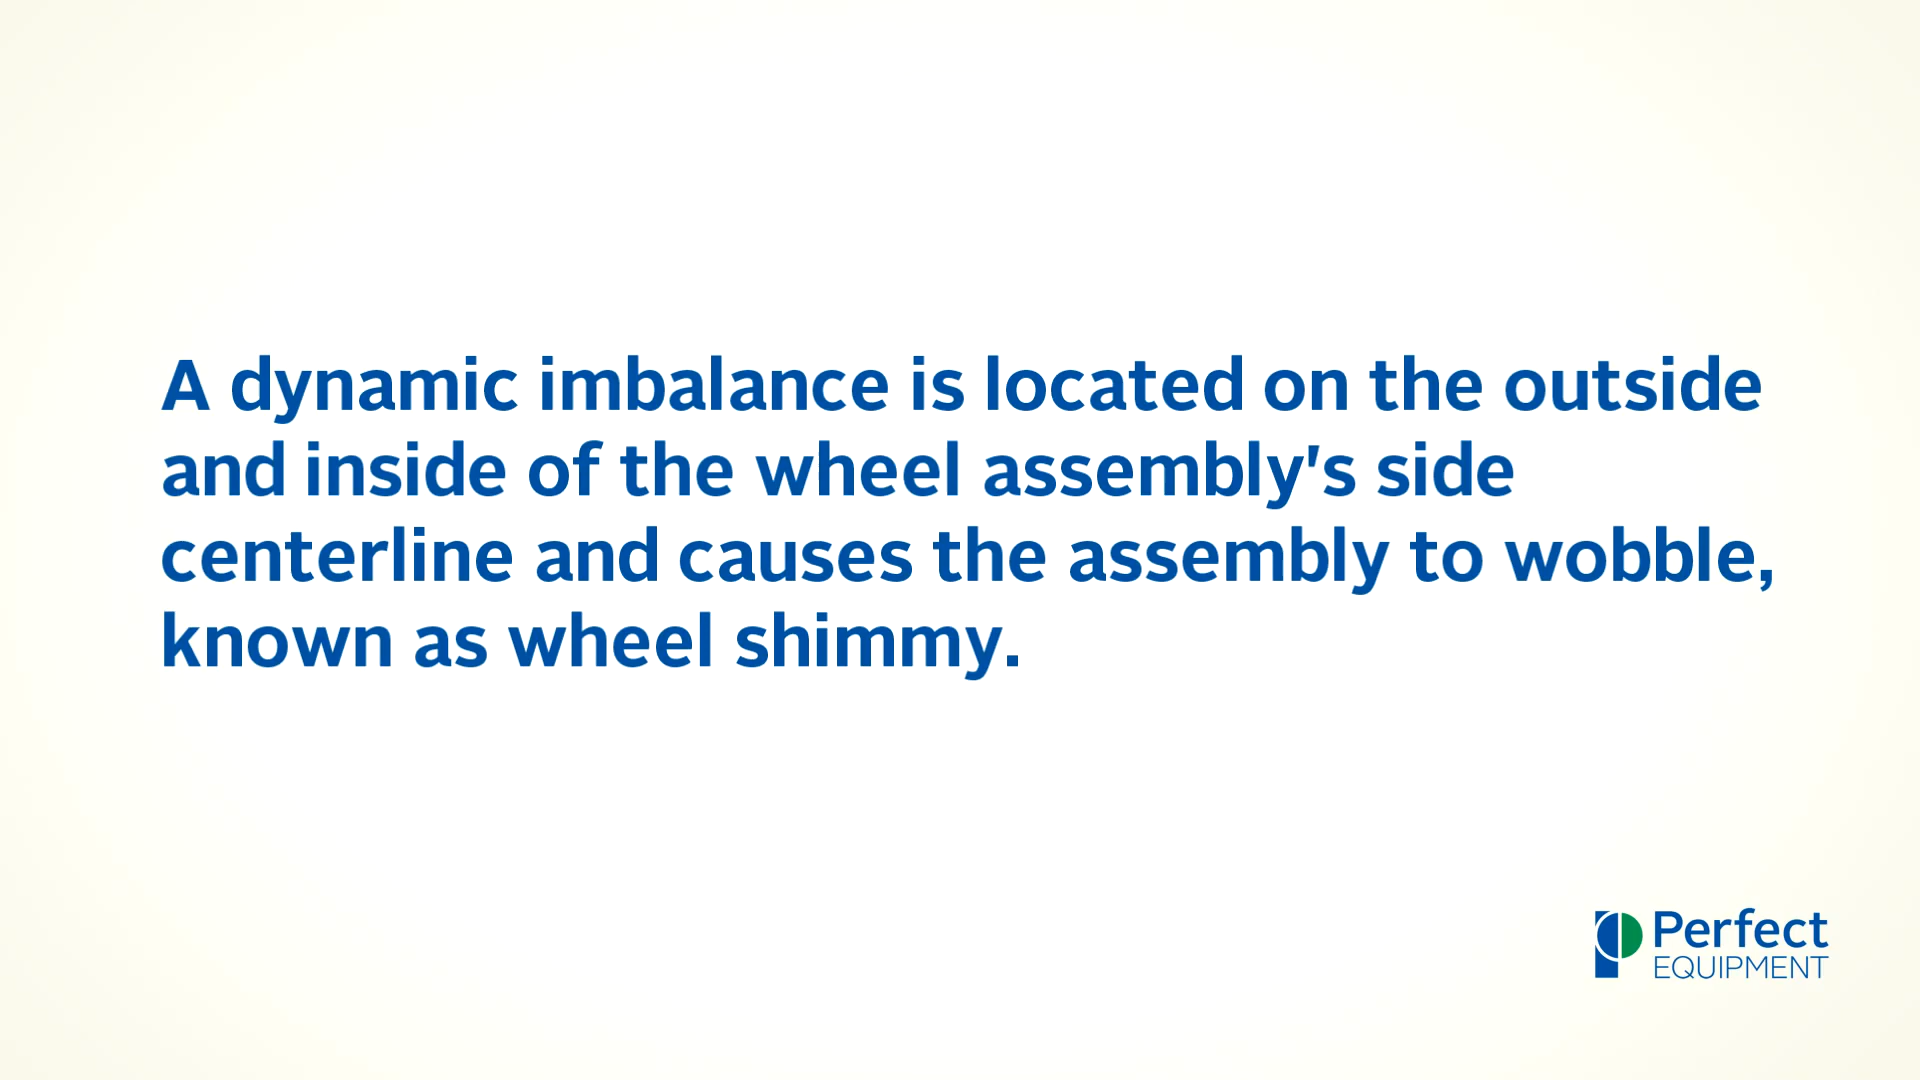 A dynamic imbalance is located on the outside
and inside of the wheel assembly's side
centerline and causes the assembly to wobble,
known as wheel shimmy.
Perfect
EQUIPMENT